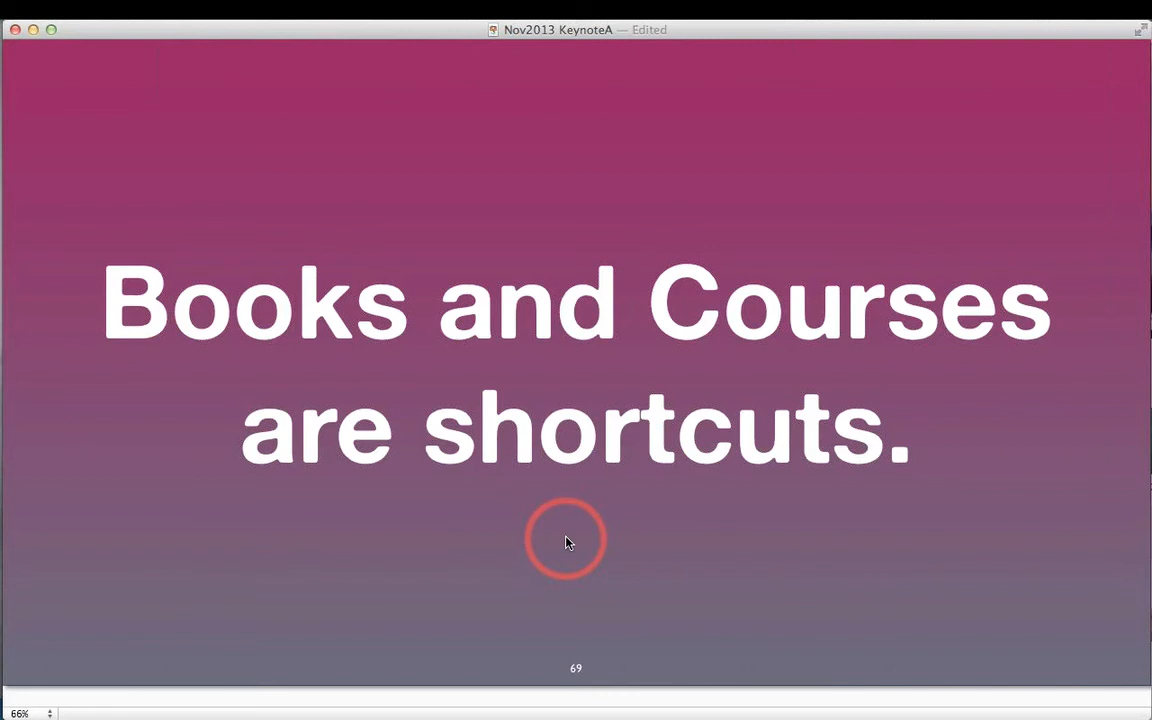 Nov2013 KeynoteA — Edited
Books and Courses
are shortcuts.
69
66%